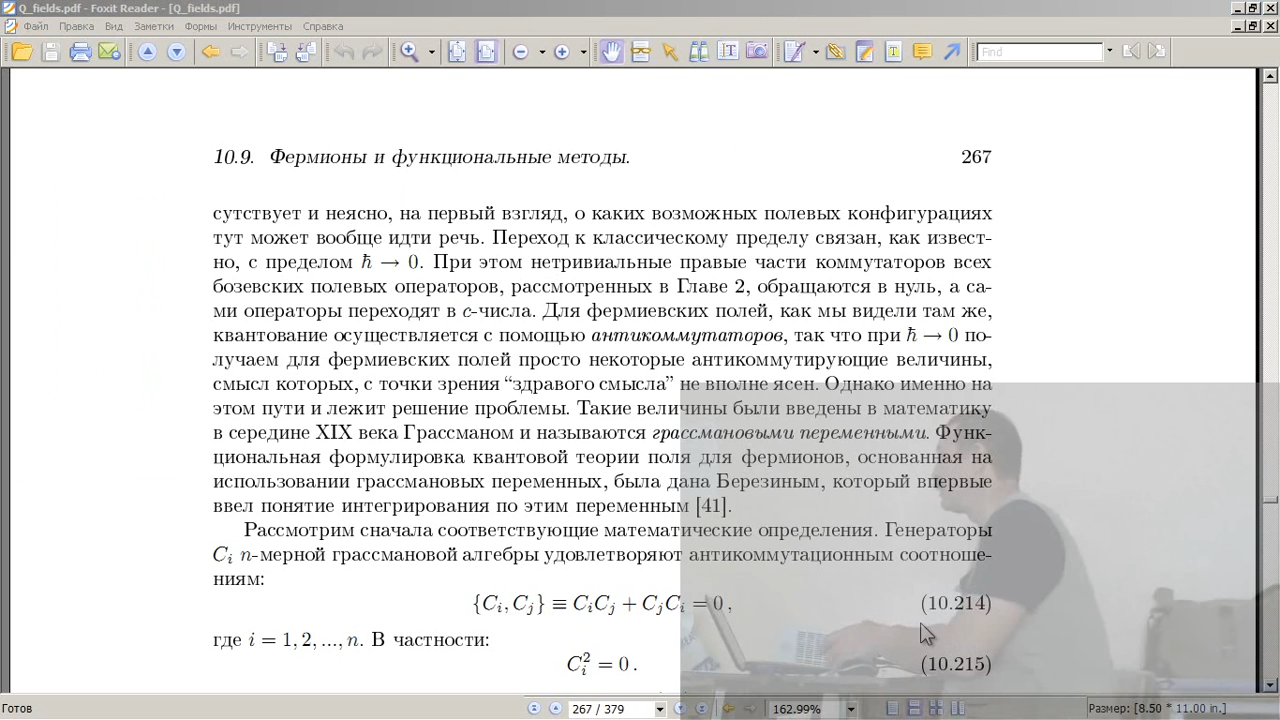 Q_fields.pdf - Foxit Reader - [Q_fields.pdf]
Файл Правка Вид Заметки Формы Инструменты Справка
Find
10.9. Фермионы и функциональные методы. 267
сутствует и неясно, на первый взгляд, о каких возможных полевых конфигурациях
тут может вообще идти речь. Переход к классическому пределу связан, как извест-
но, с пределом ℏ → 0. При этом нетривиальные правые части коммутаторов всех
бозевских полевых операторов, рассмотренных в Главе 2, обращаются в нуль, а са-
ми операторы переходят в c-числа. Для фермиевских полей, как мы видели там же,
квантование осуществляется с помощью антикоммутаторов, так что при ℏ → 0 по-
лучаем для фермиевских полей просто некоторые антикоммутирующие величины,
смысл которых, с точки зрения “здравого смысла” не вполне ясен. Однако именно на
этом пути и лежит решение проблемы. Такие величины были введены в математику
в середине XIX века Грассманом и называются грассмановыми переменными. Функ-
циональная формулировка квантовой теории поля для фермионов, основанная на
использовании грассмановых переменных, была дана Березиным, который впервые
ввел понятие интегрирования по этим переменным [41].
Рассмотрим сначала соответствующие математические определения. Генераторы
C_i n-мерной грассмановой алгебры удовлетворяют антикоммутационным соотноше-
ниям:
{C_i, C_j} ≡ C_iC_j + C_jC_i = 0 , (10.214)
где i = 1, 2, ..., n. В частности:
C_i^2 = 0 . (10.215)
Готов 267 / 379 162.99% Размер: [8.50 * 11.00 in.]